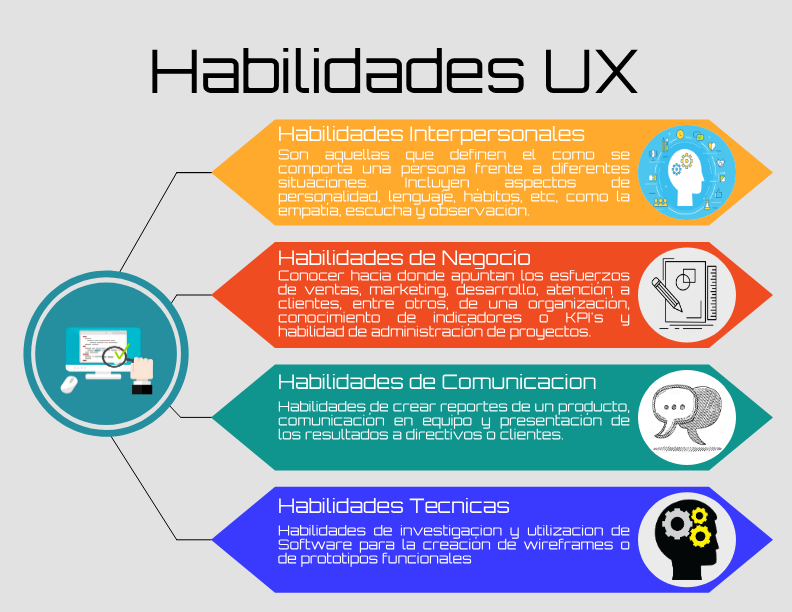 Habilidades UX
Habilidades Interpersonales
Son aquellas que definen el como se
comporta una persona frente a diferentes
situaciones. Incluyen aspectos de
personalidad, lenguaje, hábitos, etc, como la
empatía, escucha y observación.
Habilidades de Negocio
Conocer hacia donde apuntan los esfuerzos
de ventas, marketing, desarrollo, atención a
clientes, entre otros, de una organización,
conocimiento de indicadores o KPI's y
habilidad de administración de proyectos.
Habilidades de Comunicacion
Habilidades de crear reportes de un producto,
comunicación en equipo y presentación de
los resultados a directivos o clientes.
Habilidades Tecnicas
Habilidades de investigaçion y utilizacion de
Software para la creación de wireframes o
de prototipos funcionales